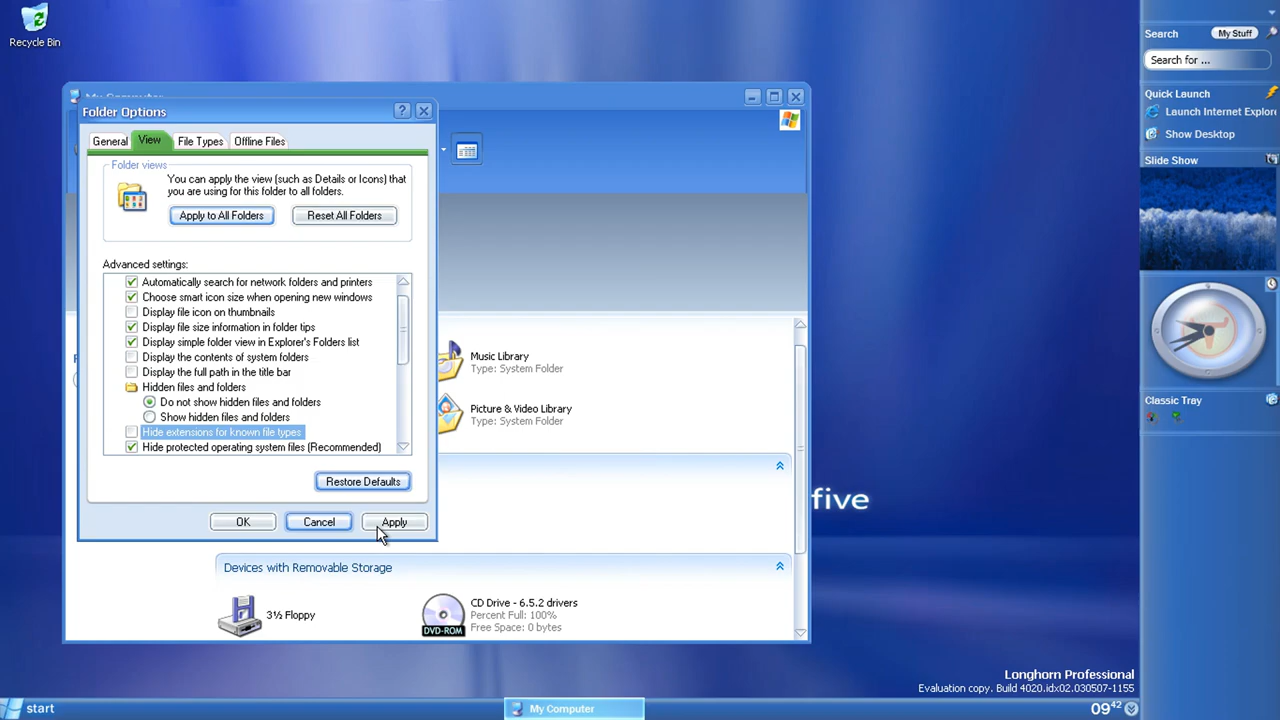 Recycle Bin
My Computer
Folder Options
General
View
File Types
Offline Files
Folder views
You can apply the view (such as Details or Icons) that
you are using for this folder to all folders.
Apply to All Folders
Reset All Folders
Advanced settings:
Automatically search for network folders and printers
Choose smart icon size when opening new windows
Display file icon on thumbnails
Display file size information in folder tips
Display simple folder view in Explorer's Folders list
Display the contents of system folders
Display the full path in the title bar
Hidden files and folders
Do not show hidden files and folders
Show hidden files and folders
Hide extensions for known file types
Hide protected operating system files (Recommended)
Restore Defaults
OK
Cancel
Apply
Music Library
Type: System Folder
Picture & Video Library
Type: System Folder
Devices with Removable Storage
3½ Floppy
CD Drive - 6.5.2 drivers
Percent Full: 100%
Free Space: 0 bytes
DVD-ROM
five
Search
My Stuff
Search for ...
Quick Launch
Launch Internet Explor
Show Desktop
Slide Show
Classic Tray
Longhorn Professional
Evaluation copy. Build 4020.idx02.030507-1155
start
My Computer
09 42